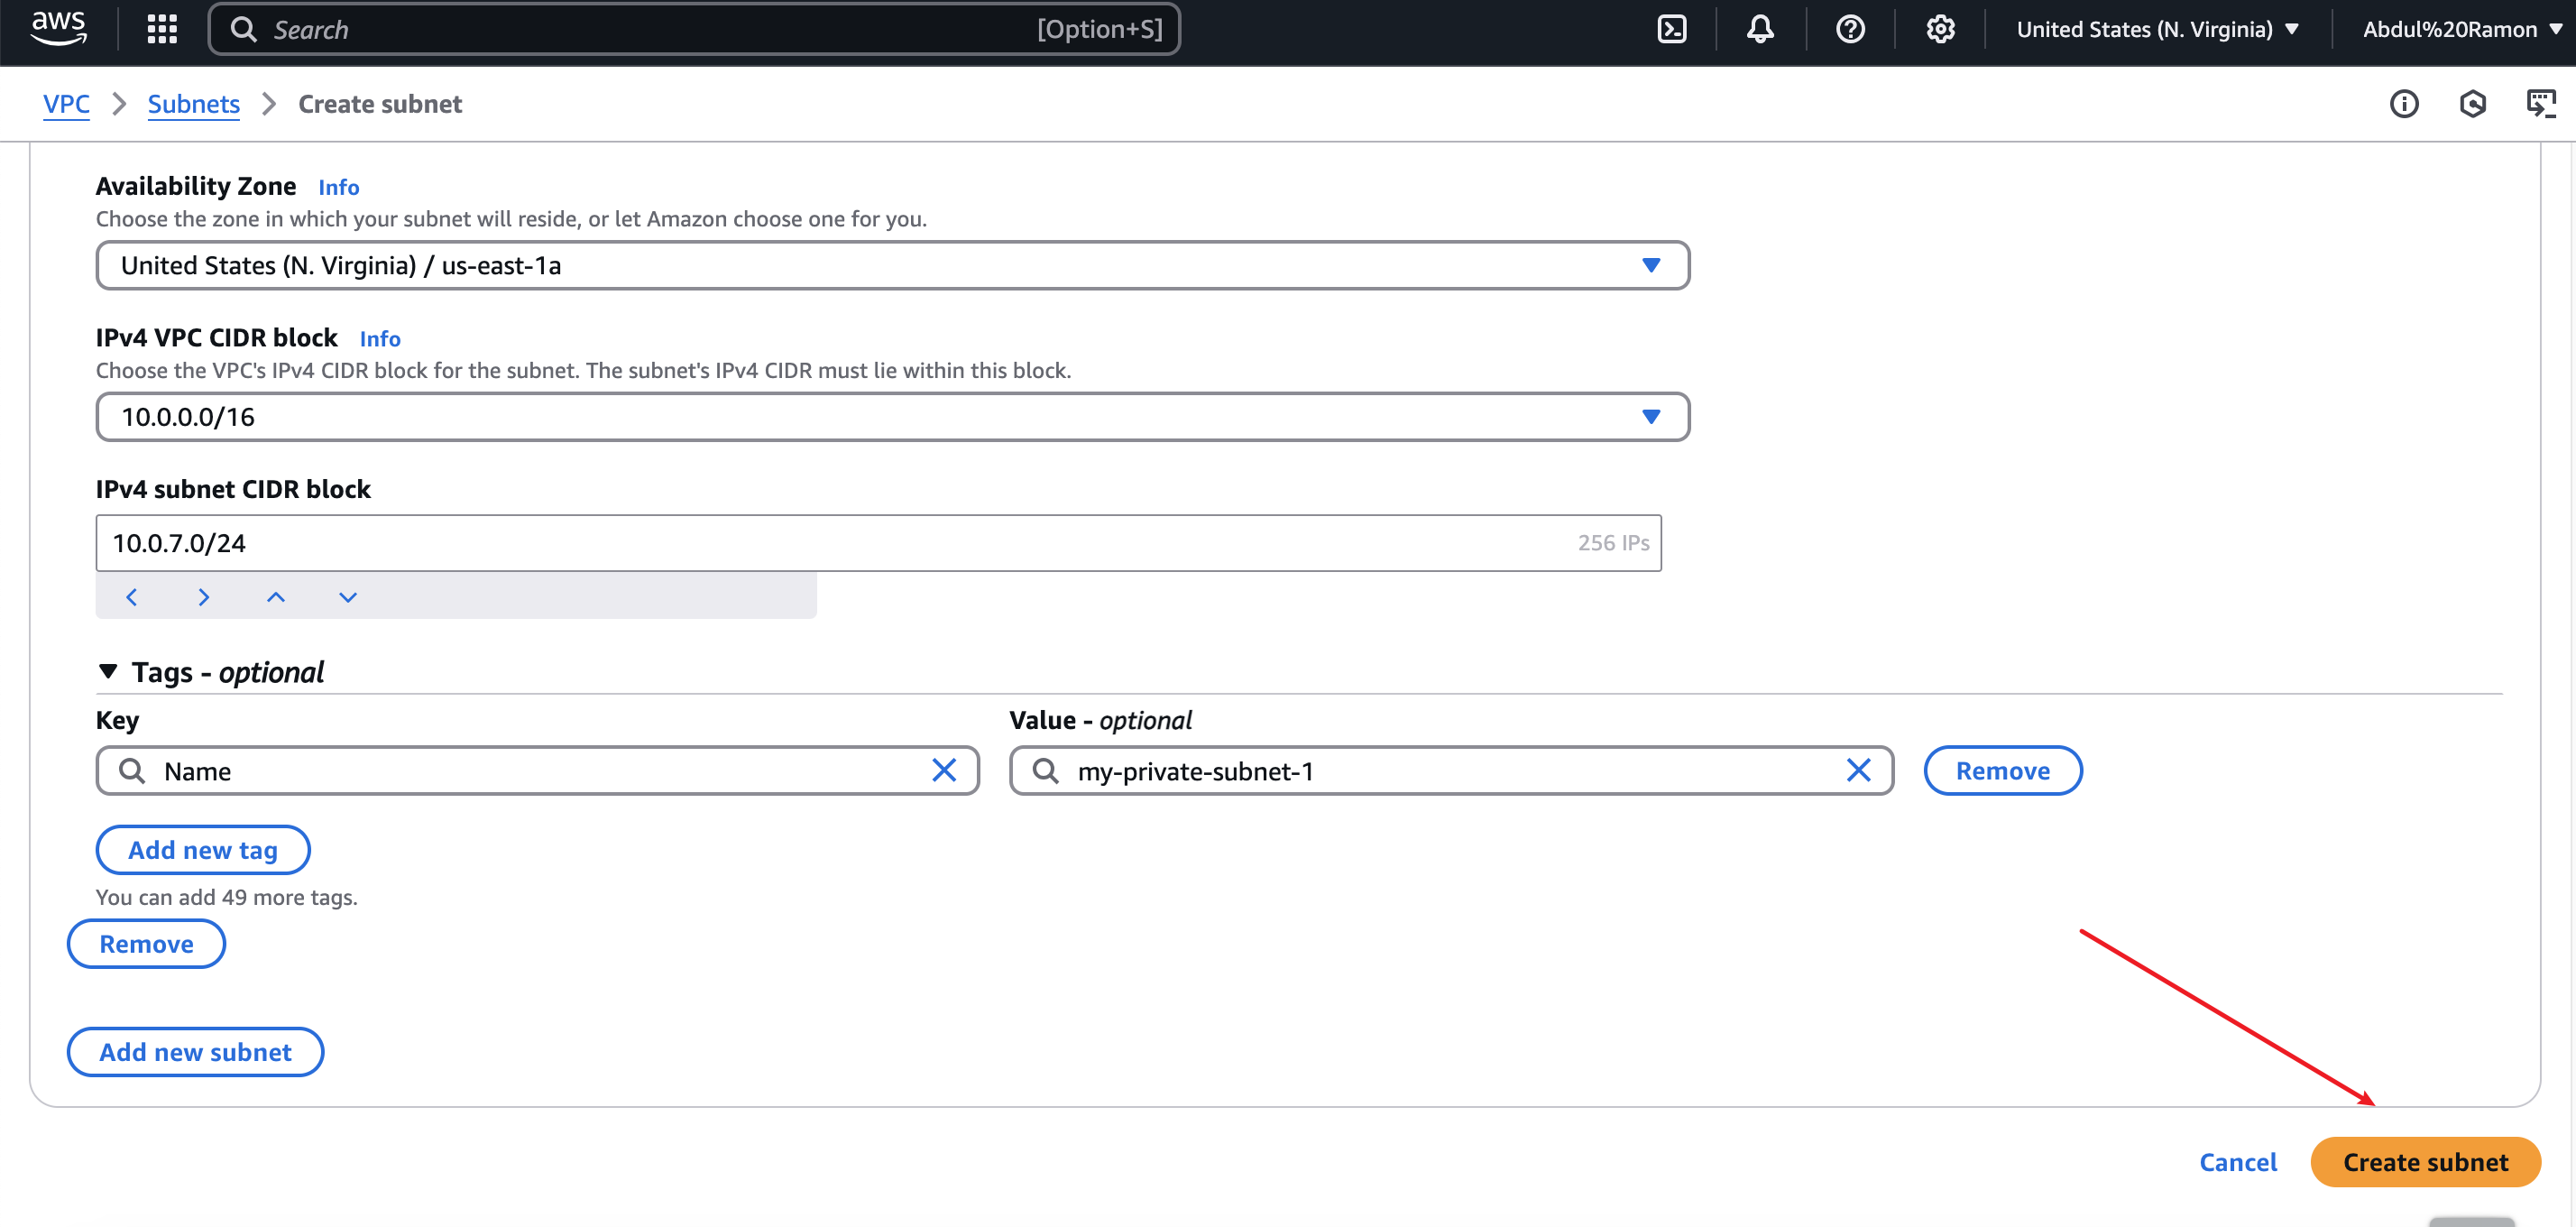 aws
Search [Option+S] United States (N. Virginia) Abdul%20Ramon
VPC Subnets Create subnet
Availability Zone Info
Choose the zone in which your subnet will reside, or let Amazon choose one for you.
United States (N. Virginia) / us-east-1a
IPv4 VPC CIDR block Info
Choose the VPC's IPv4 CIDR block for the subnet. The subnet's IPv4 CIDR must lie within this block.
10.0.0.0/16
IPv4 subnet CIDR block
10.0.7.0/24 256 IPs
Tags - optional
Key Value - optional
Name my-private-subnet-1 Remove
Add new tag
You can add 49 more tags.
Remove
Add new subnet
Cancel Create subnet